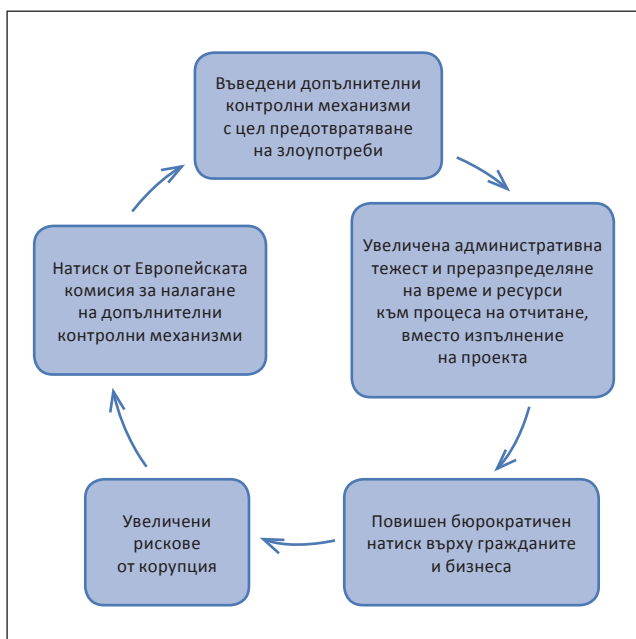 Въведени допълнителни
контролни механизми
с цел предотвратяване
на злоупотреби
Увеличена административна
тежест и преразпределяне
на време и ресурси
към процеса на отчитане,
вместо изпълнение
на проекта
Повишен бюрократичен
натиск върху гражданите
и бизнеса
Увеличени
рискове
от корупция
Натиск от Европейската
комисия за налагане
на допълнителни
контролни механизми